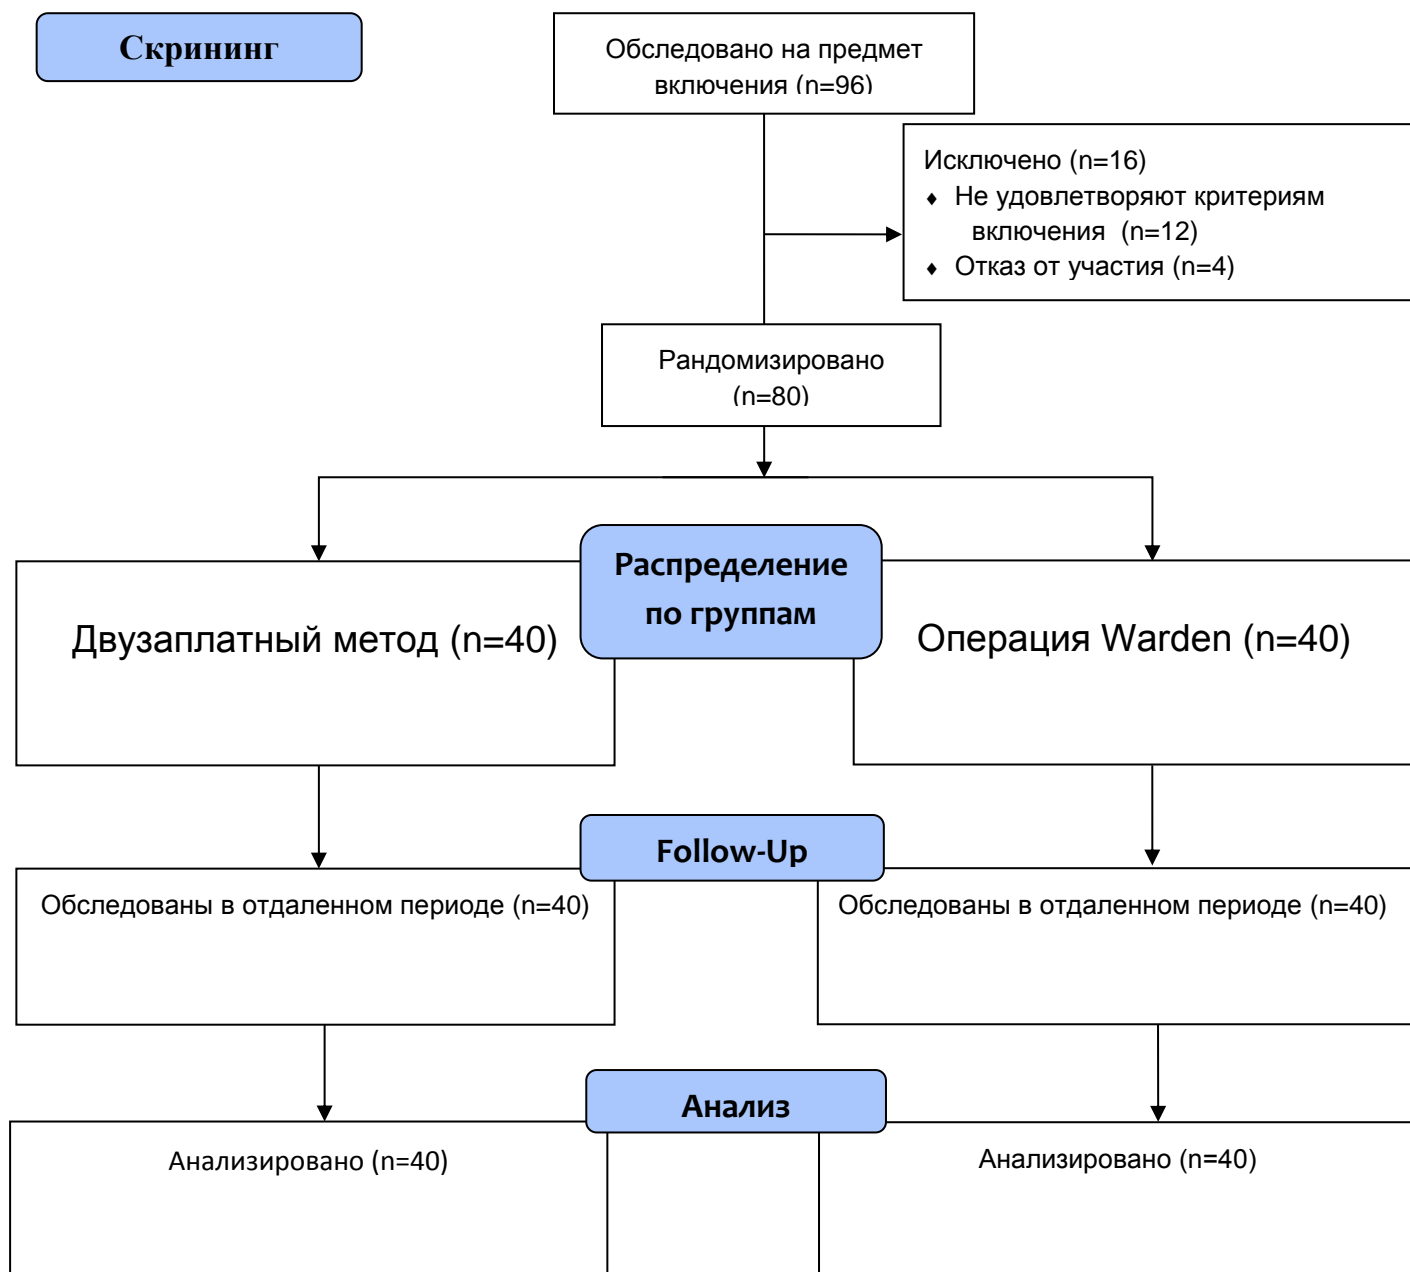 Скрининг
Обследовано на предмет
включения (n=96)
Исключено (n=16)
♦ Не удовлетворяют критериям
включения (n=12)
♦ Отказ от участия (n=4)
Рандомизировано
(n=80)
Распределение
по группам
Двузаплатный метод (n=40)
Операция Warden (n=40)
Follow-Up
Обследованы в отдаленном периоде (n=40)
Обследованы в отдаленном периоде (n=40)
Анализ
Анализировано (n=40)
Анализировано (n=40)